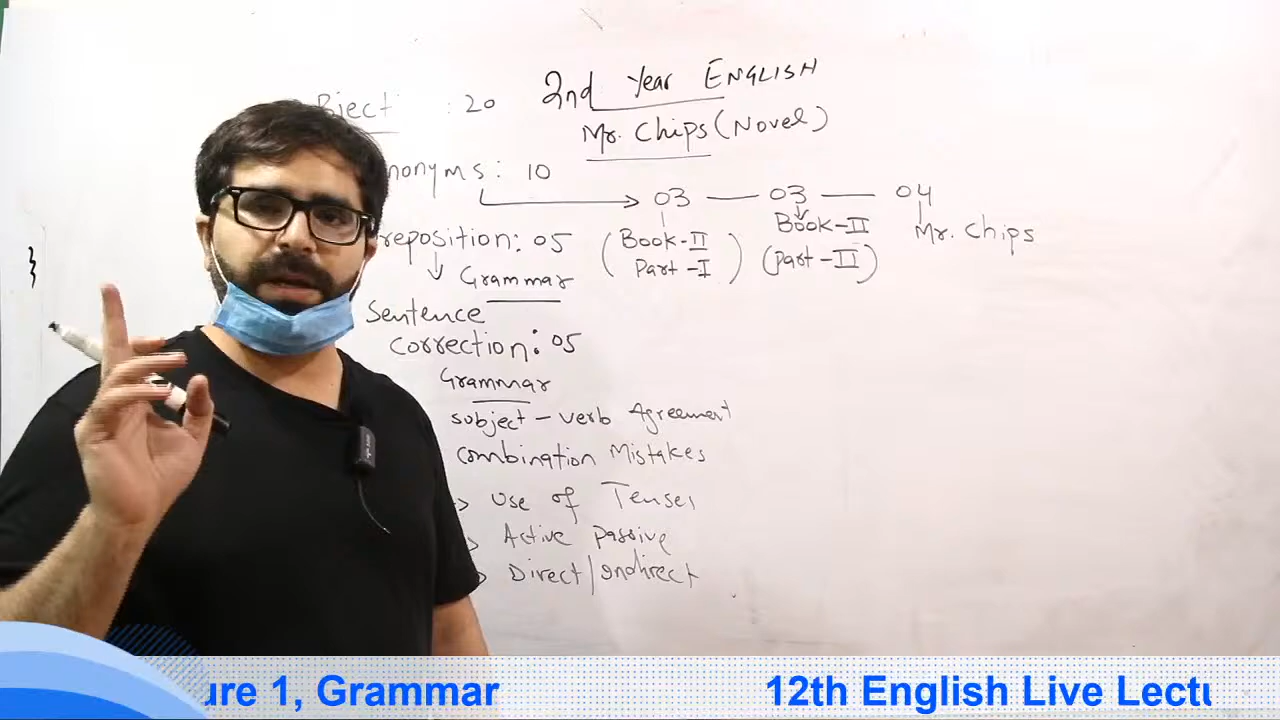 2nd Year ENGLISH
Mr. Chips (Novel)
: 20
nonyms: 10
03 — 03 — 04
(Book-II Part-I)
Book-II (Part-II)
Mr. Chips
reposition: 05
Grammar
Sentence
Correction: 05
Grammar
subject - verb Agreement
combination Mistakes
Use of Tenses
Active Passive
Direct/Indirect
ure 1, Grammar
12th English Live Lectu